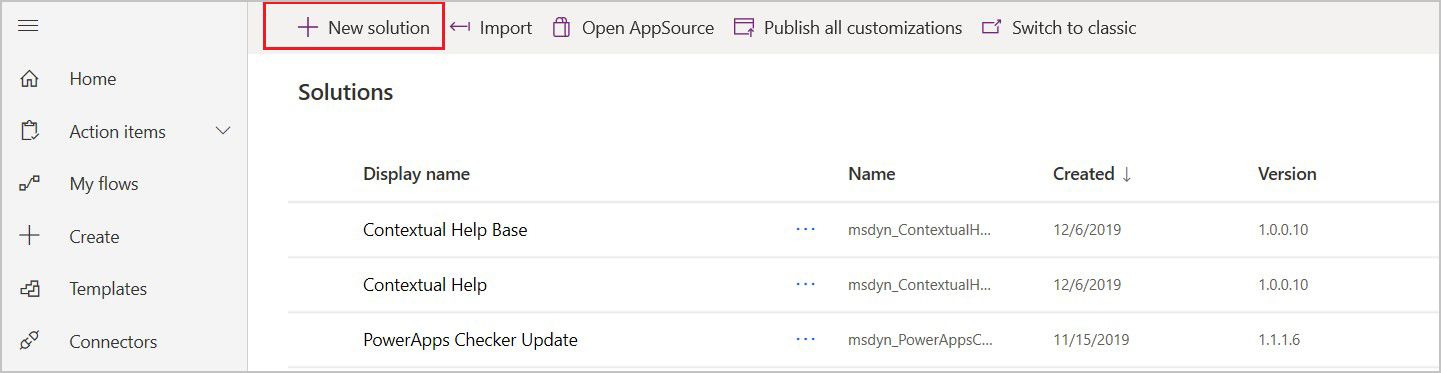 New solution Import Open AppSource Publish all customizations Switch to classic
Home
Action items
My flows
Create
Templates
Connectors
Solutions
Display name Name Created ↓ Version
Contextual Help Base ... msdyn_ContextualH... 12/6/2019 1.0.0.10
Contextual Help ... msdyn_ContextualH... 12/6/2019 1.0.0.10
PowerApps Checker Update ... msdyn_PowerAppsC... 11/15/2019 1.1.1.6